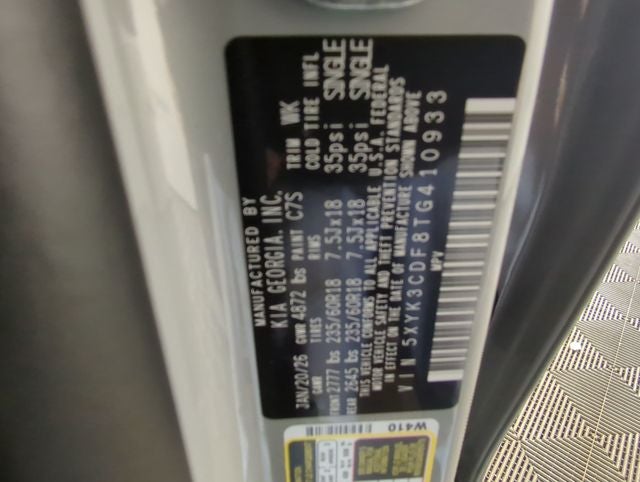 MANUFACTURED BY
KIA GEORGIA. INC.
JAN/20/26 GVWR 4872 lbs PAINT C7S TRIM WK
GAWR TIRES RIMS COLD TIRE INFL
FRONT 2777 lbs 235/60R18 7.5Jx18 35psi SINGLE
REAR 2645 lbs 235/60R18 7.5Jx18 35psi SINGLE
THIS VEHICLE CONFORMS TO ALL APPLICABLE U.S.A. FEDERAL
MOTOR VEHICLE SAFETY AND THEFT PREVENTION STANDARDS
IN EFFECT ON THE DATE OF MANUFACTURE SHOWN ABOVE
VIN 5XYK3CDF8TG410933
MPV
W410